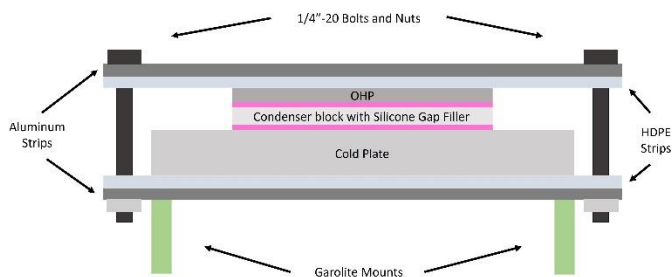 1/4”-20 Bolts and Nuts
OHP
Condenser block with Silicone Gap Filler
Aluminum
Strips
HDPE
Strips
Cold Plate
Garolite Mounts